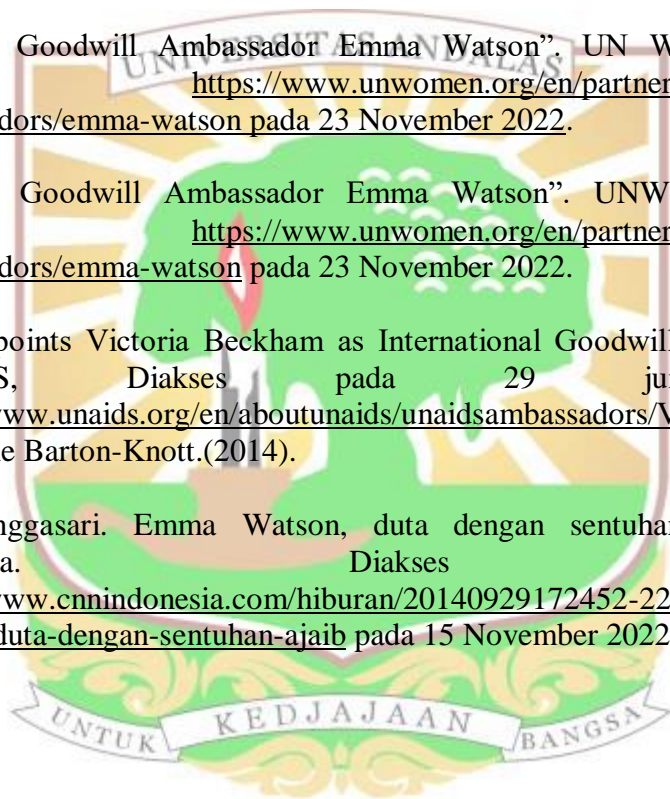 UNIVERSITAS ANDALAS
Goodwill Ambassador Emma Watson”. UN W
https://www.unwomen.org/en/partner
dors/emma-watson pada 23 November 2022.
Goodwill Ambassador Emma Watson”. UNW
https://www.unwomen.org/en/partner
dors/emma-watson pada 23 November 2022.
points Victoria Beckham as International Goodwill
S, Diakses pada 29 ju
ww.unaids.org/en/aboutunaids/unaidsambassadors/V
e Barton-Knott.(2014).
nggasari. Emma Watson, duta dengan sentuhan
a. Diakses
ww.cnnindonesia.com/hiburan/20140929172452-22
duta-dengan-sentuhan-ajaib pada 15 November 2022
UNTUK KEDJAJAAN BANGSA